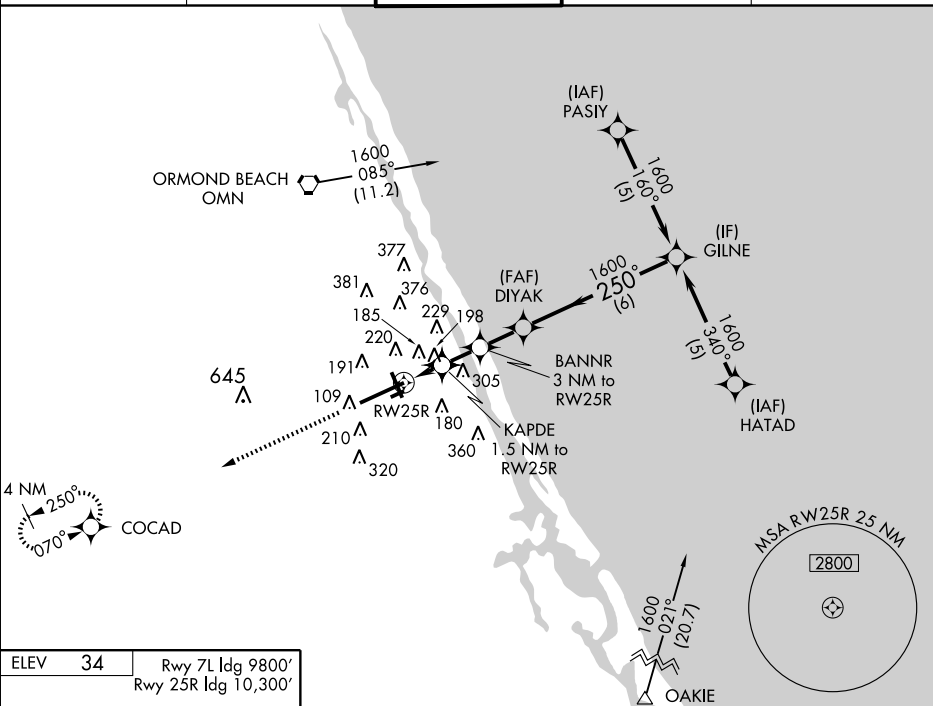 (IAF)
PASIY
1600
160°
(5)
ORMOND BEACH
OMN
1600
085°
(11.2)
(IF)
GILNE
377
381
376
(FAF)
DIYAK
1600
250°
(6)
185
229
198
220
191
645
109
RW25R
305
BANNR
3 NM to
RW25R
1600
340°
(5)
(IAF)
HATAD
180
210
320
360
KAPDE
1.5 NM to
RW25R
4 NM
250°
070°
COCAD
MSA RW25R 25 NM
2800
1600
021°
(20.7)
OAKIE
ELEV 34
Rwy 7L ldg 9800'
Rwy 25R ldg 10,300'